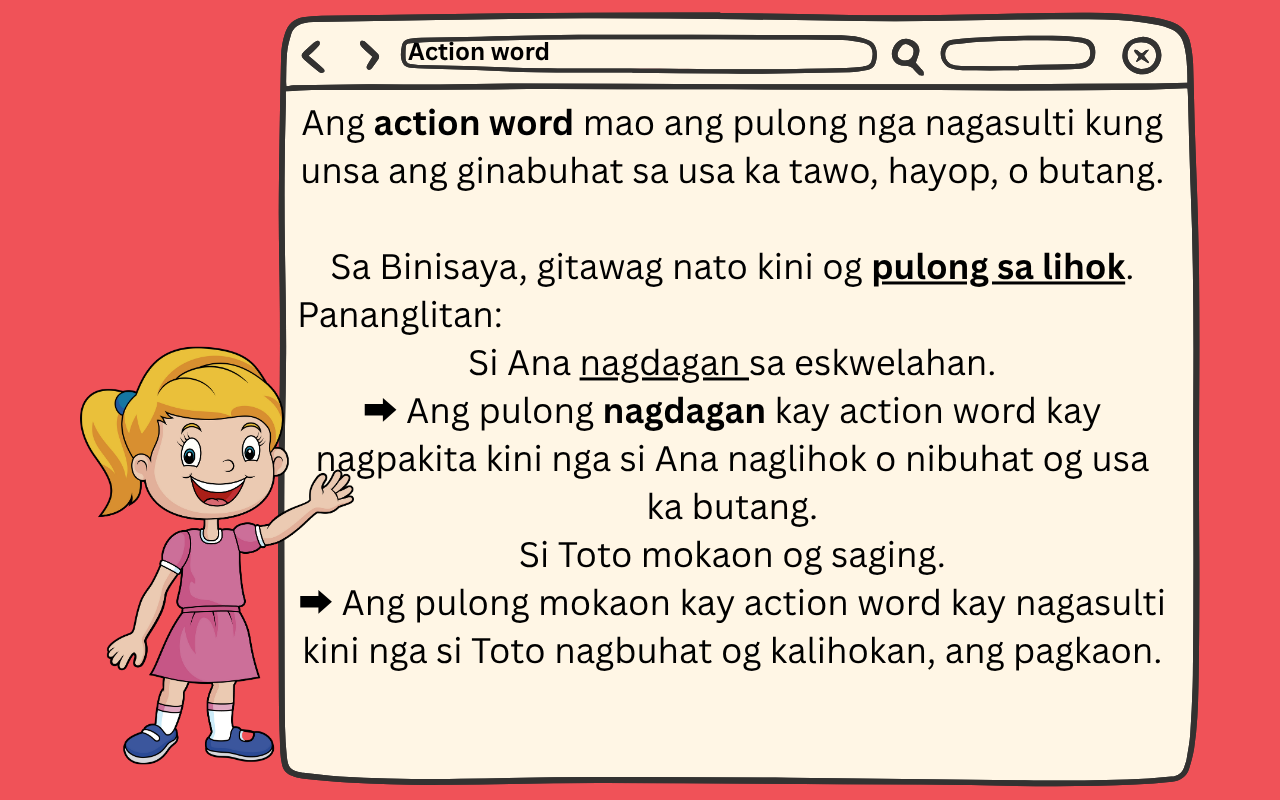 Action word
Ang action word mao ang pulong nga nagasulti kung
unsa ang ginabuhat sa usa ka tawo, hayop, o butang.
Sa Binisaya, gitawag nato kini og pulong sa lihok.
Pananglitan:
Si Ana nagdagan sa eskwelahan.
➡ Ang pulong nagdagan kay action word kay
nagpakita kini nga si Ana naglihok o nibuhat og usa
ka butang.
Si Toto mokaon og saging.
➡ Ang pulong mokaon kay action word kay nagasulti
kini nga si Toto nagbuhat og kalihokan, ang pagkaon.